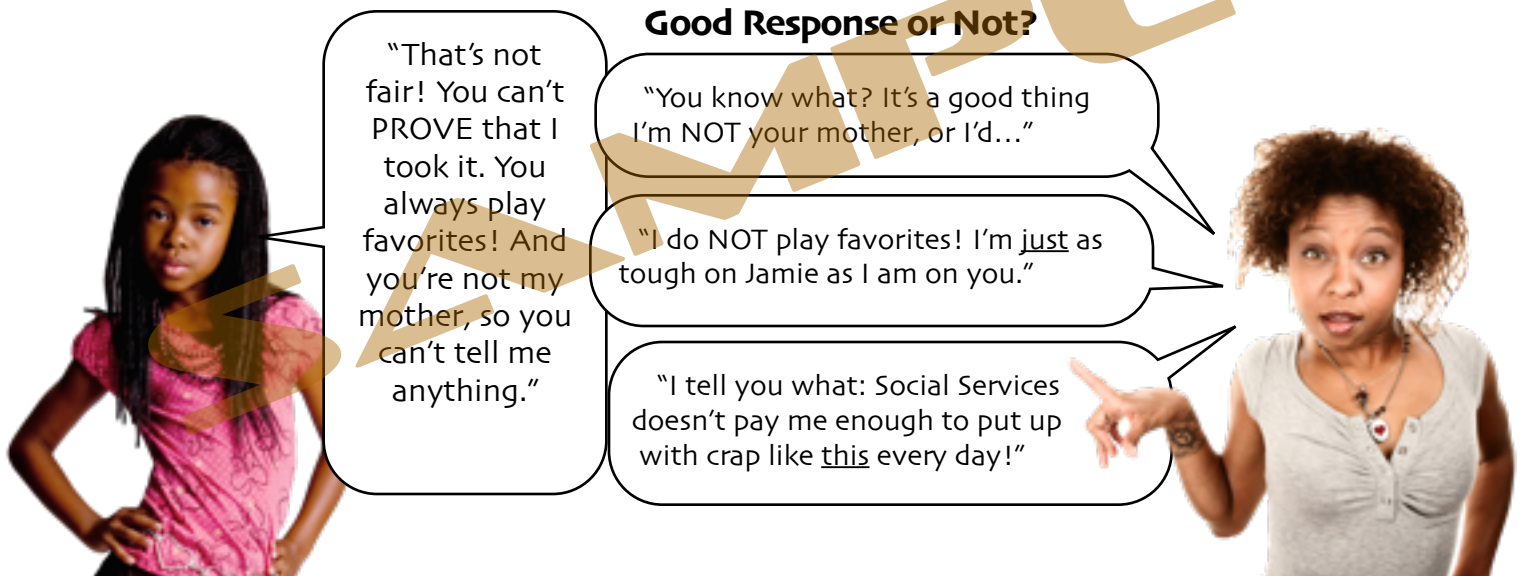 Good Response or Not?
“That’s not
fair! You can’t
PROVE that I
took it. You
always play
favorites! And
you’re not my
mother, so you
can’t tell me
anything.”
“You know what? It’s a good thing
I’m NOT your mother, or I’d…”
“I do NOT play favorites! I’m just as
tough on Jamie as I am on you.”
“I tell you what: Social Services
doesn’t pay me enough to put up
with crap like this every day!”